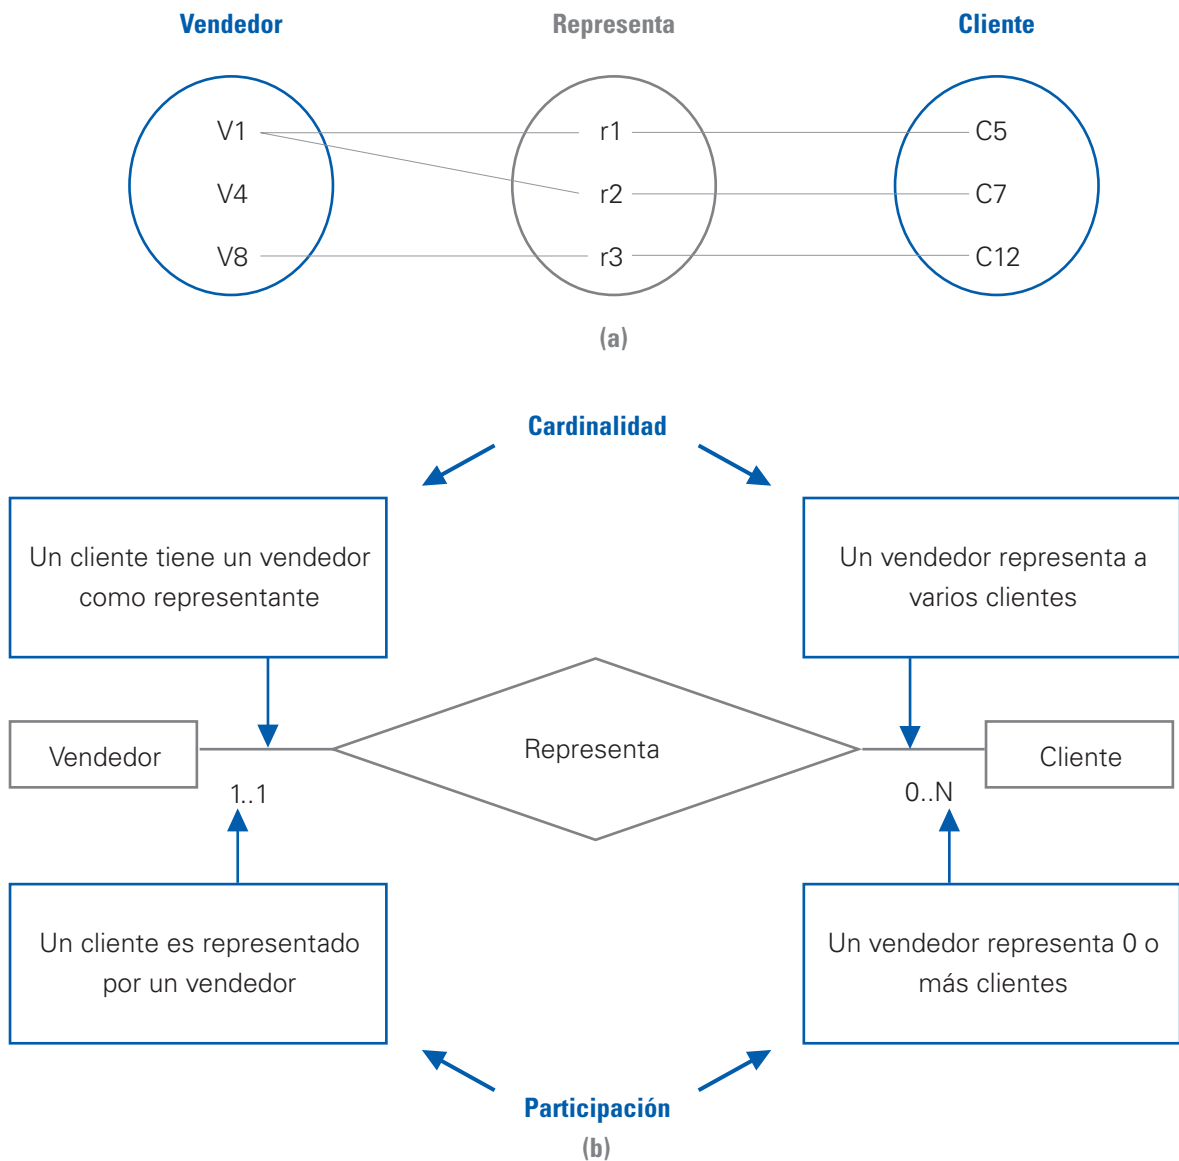 Vendedor
Representa
Cliente
V1
r1
C5
V4
r2
C7
V8
r3
C12
(a)
Cardinalidad
Un cliente tiene un vendedor
como representante
Un vendedor representa a
varios clientes
Vendedor
Representa
Cliente
1..1
0..N
Un cliente es representado
por un vendedor
Un vendedor representa 0 o
más clientes
Participación
(b)